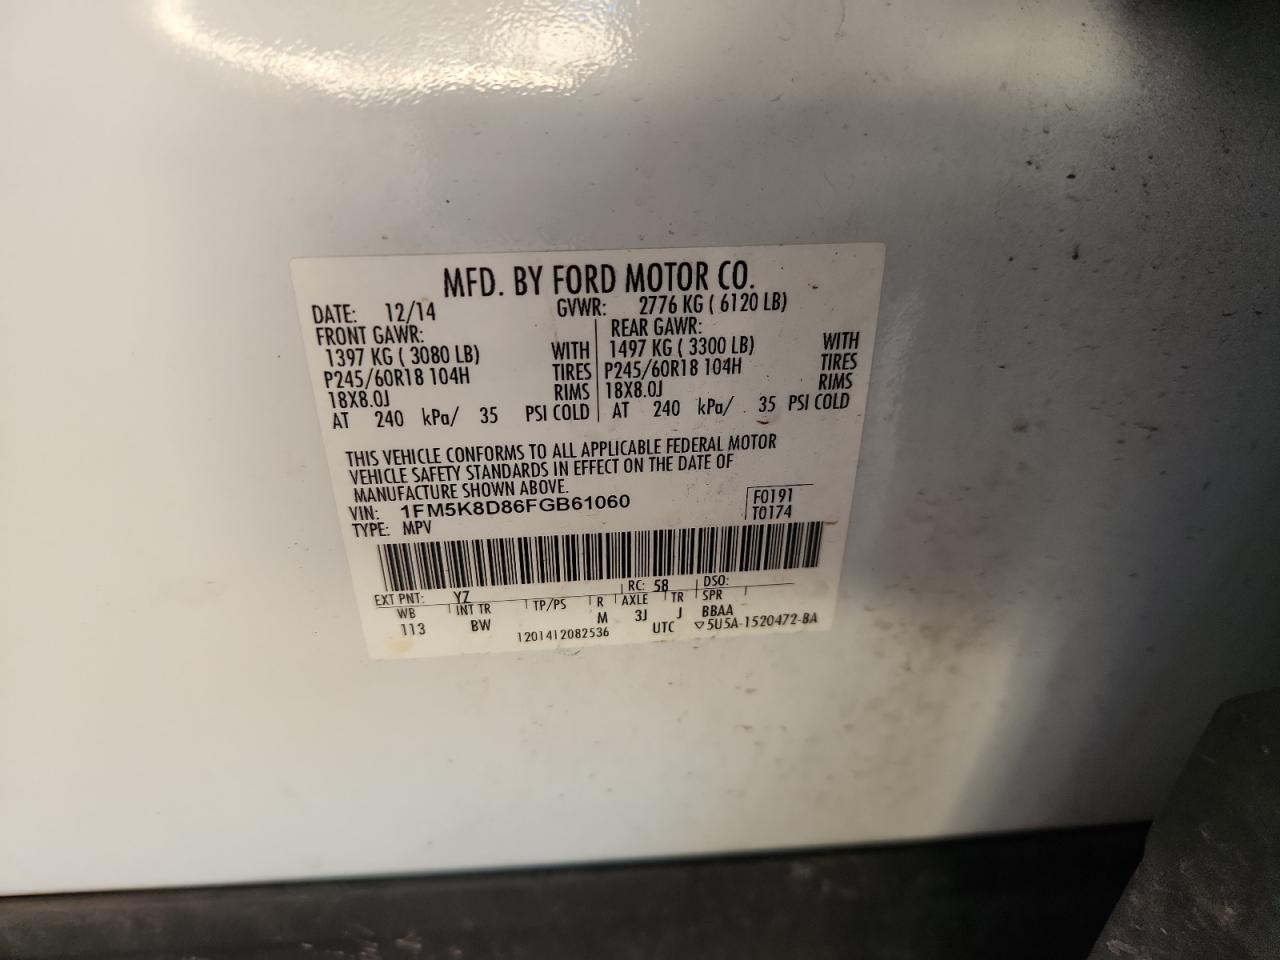 MFD. BY FORD MOTOR CO.
DATE: 12/14 GVWR: 2776 KG ( 6120 LB)
FRONT GAWR: REAR GAWR:
1397 KG ( 3080 LB) WITH 1497 KG ( 3300 LB) WITH
P245/60R18 104H TIRES P245/60R18 104H TIRES
18X8.0J RIMS 18X8.0J RIMS
AT 240 kPa/ 35 PSI COLD AT 240 kPa/ 35 PSI COLD
THIS VEHICLE CONFORMS TO ALL APPLICABLE FEDERAL MOTOR
VEHICLE SAFETY STANDARDS IN EFFECT ON THE DATE OF
MANUFACTURE SHOWN ABOVE.
VIN: 1FM5K8D86FGB61060 F0191
TYPE: MPV T0174
EXT PNT: YZ RC: 58 DSO:
WB INT TR TP/PS R AXLE TR SPR
113 BW M 3J J BBAA
1201412082536 UTC ▽5U5A-1520472-BA